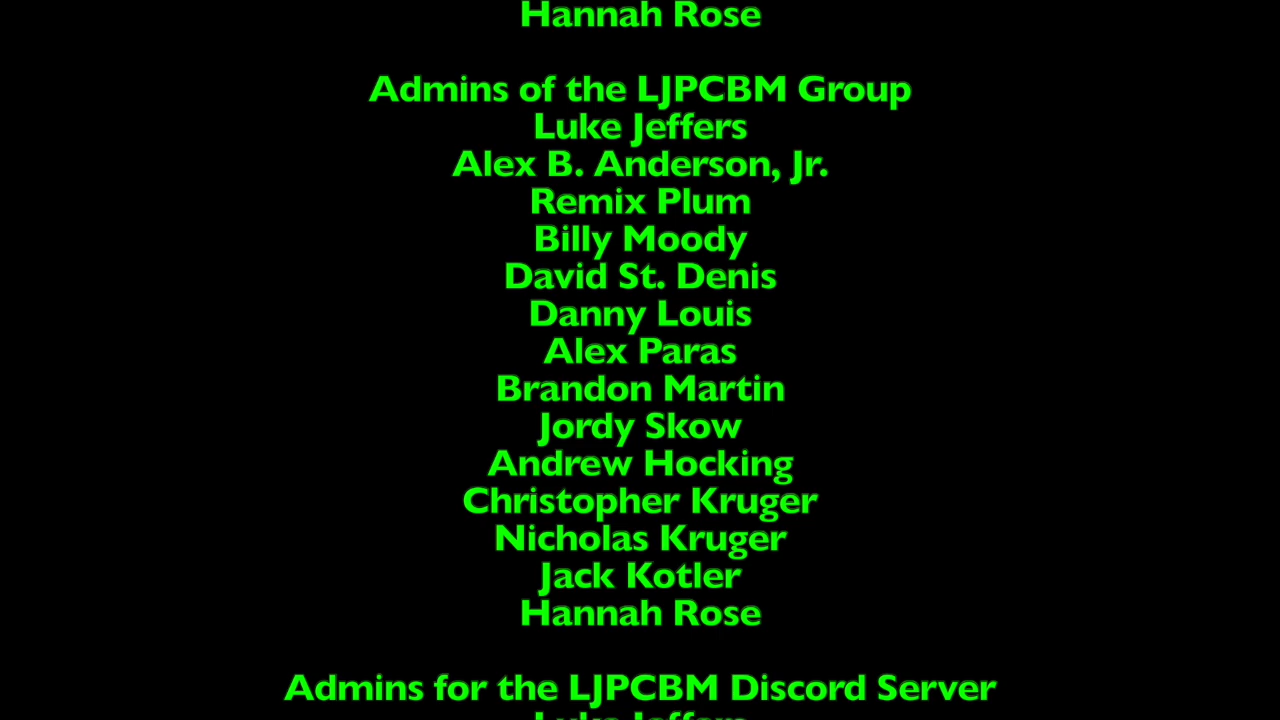 Hannah Rose
Admins of the LJPCBM Group
Luke Jeffers
Alex B. Anderson, Jr.
Remix Plum
Billy Moody
David St. Denis
Danny Louis
Alex Paras
Brandon Martin
Jordy Skow
Andrew Hocking
Christopher Kruger
Nicholas Kruger
Jack Kotler
Hannah Rose
Admins for the LJPCBM Discord Server
Luke Jeffers